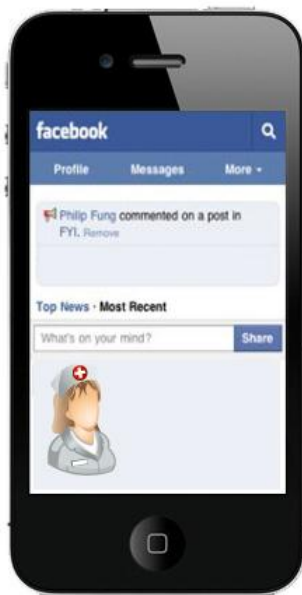 facebook
Profile Messages More
Philip Fung commented on a post in
FYI. Remove
Top News · Most Recent
What's on your mind? Share